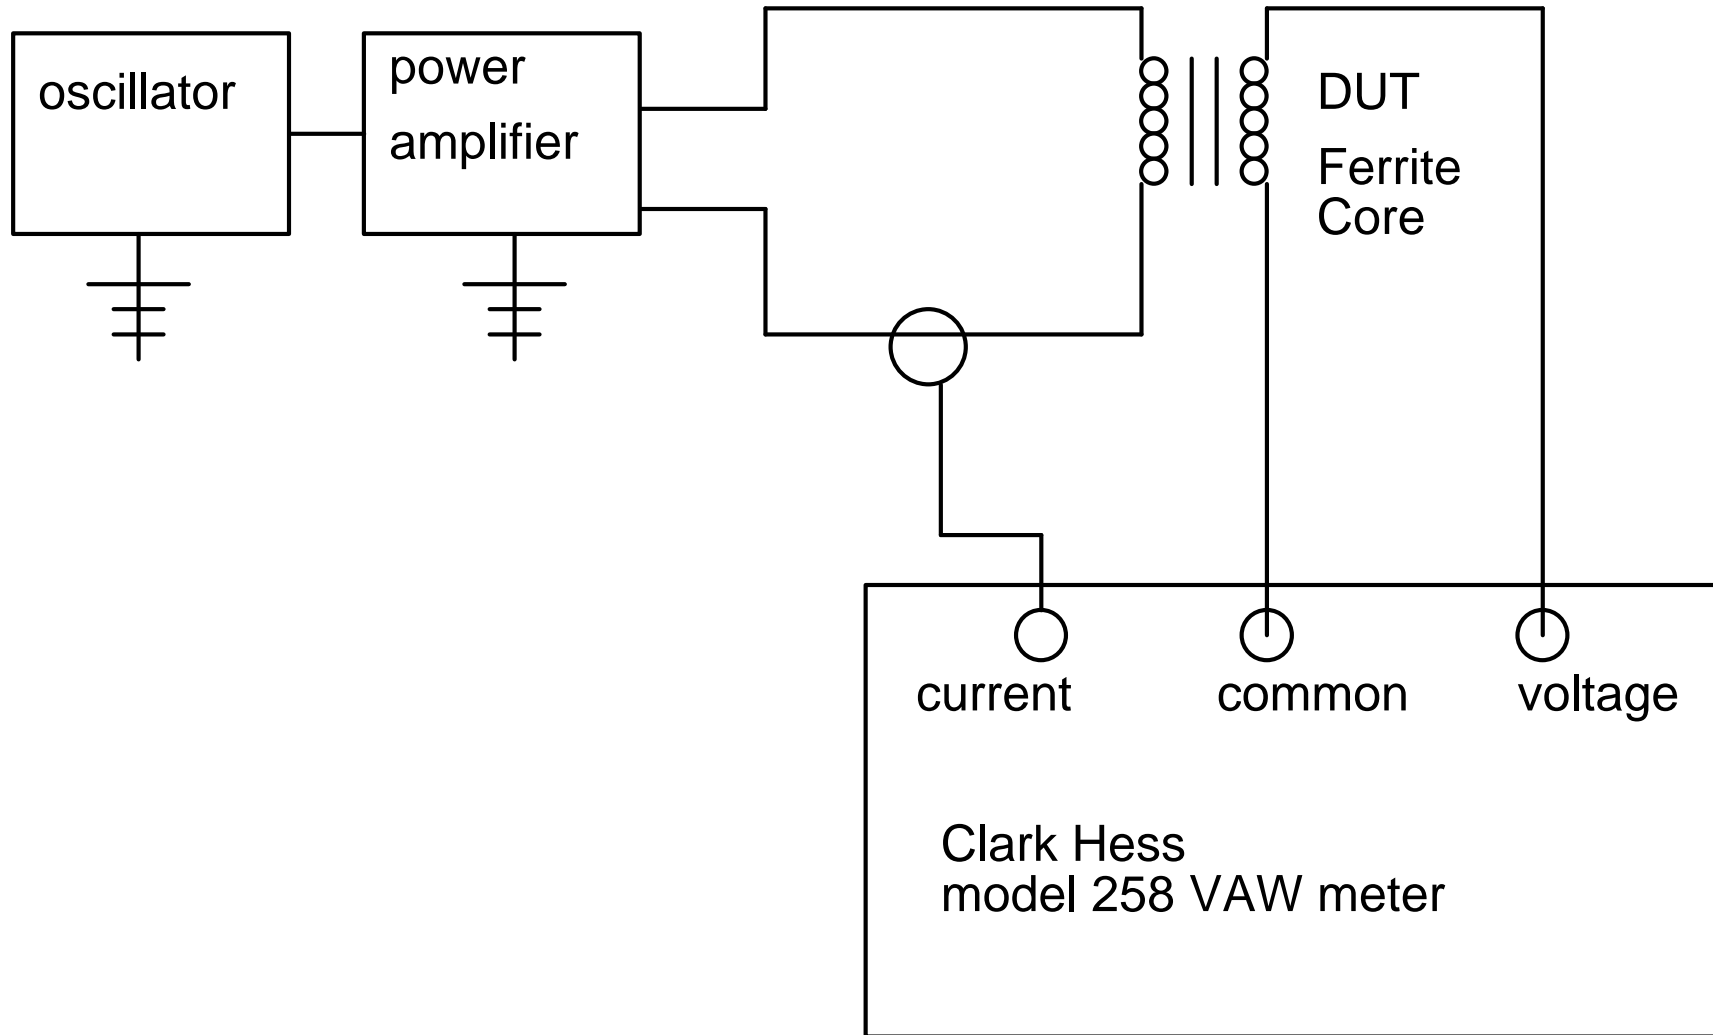 oscillator
power
amplifier
DUT
Ferrite
Core
current
common
voltage
Clark Hess
model 258 VAW meter